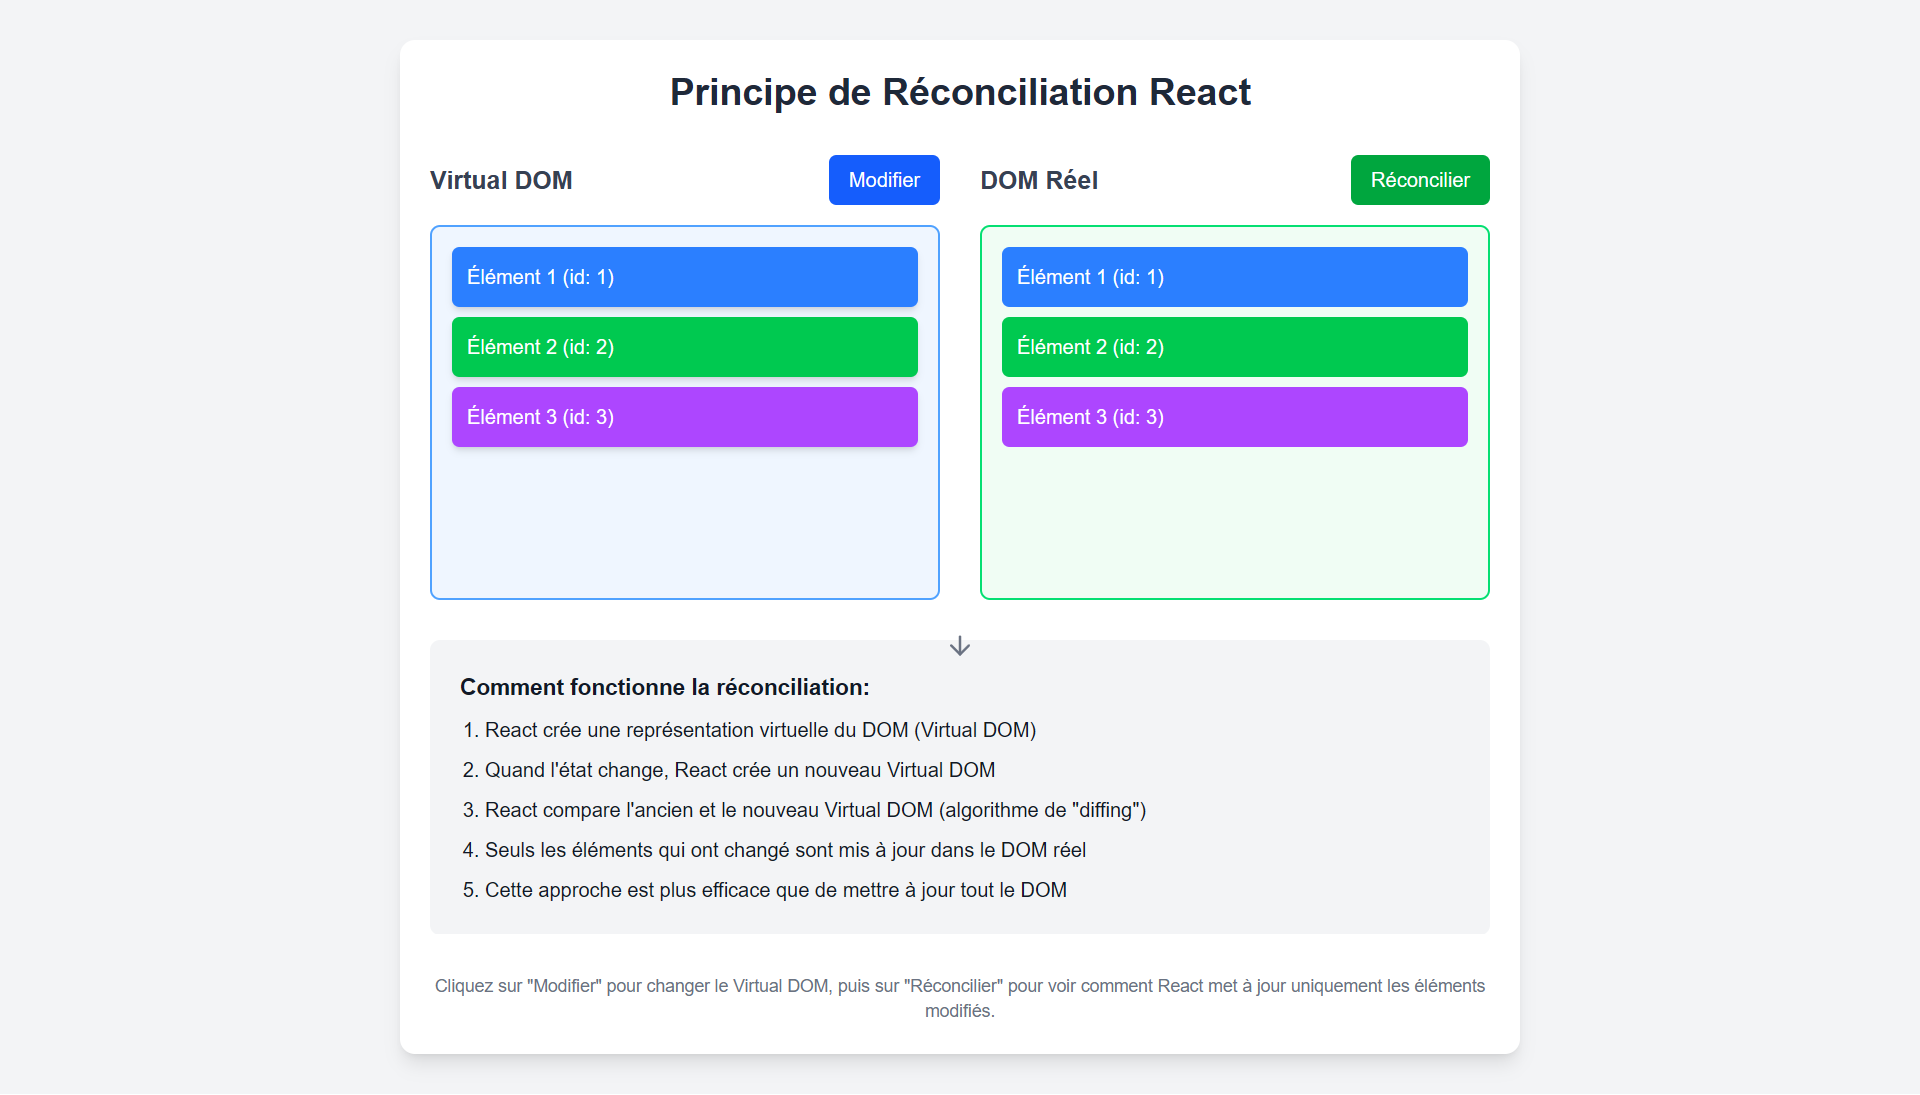 Principe de Réconciliation React
Virtual DOM
Modifier
Élément 1 (id: 1)
Élément 2 (id: 2)
Élément 3 (id: 3)
DOM Réel
Réconcilier
Élément 1 (id: 1)
Élément 2 (id: 2)
Élément 3 (id: 3)
Comment fonctionne la réconciliation:
1. React crée une représentation virtuelle du DOM (Virtual DOM)
2. Quand l'état change, React crée un nouveau Virtual DOM
3. React compare l'ancien et le nouveau Virtual DOM (algorithme de "diffing")
4. Seuls les éléments qui ont changé sont mis à jour dans le DOM réel
5. Cette approche est plus efficace que de mettre à jour tout le DOM
Cliquez sur "Modifier" pour changer le Virtual DOM, puis sur "Réconcilier" pour voir comment React met à jour uniquement les éléments
modifiés.